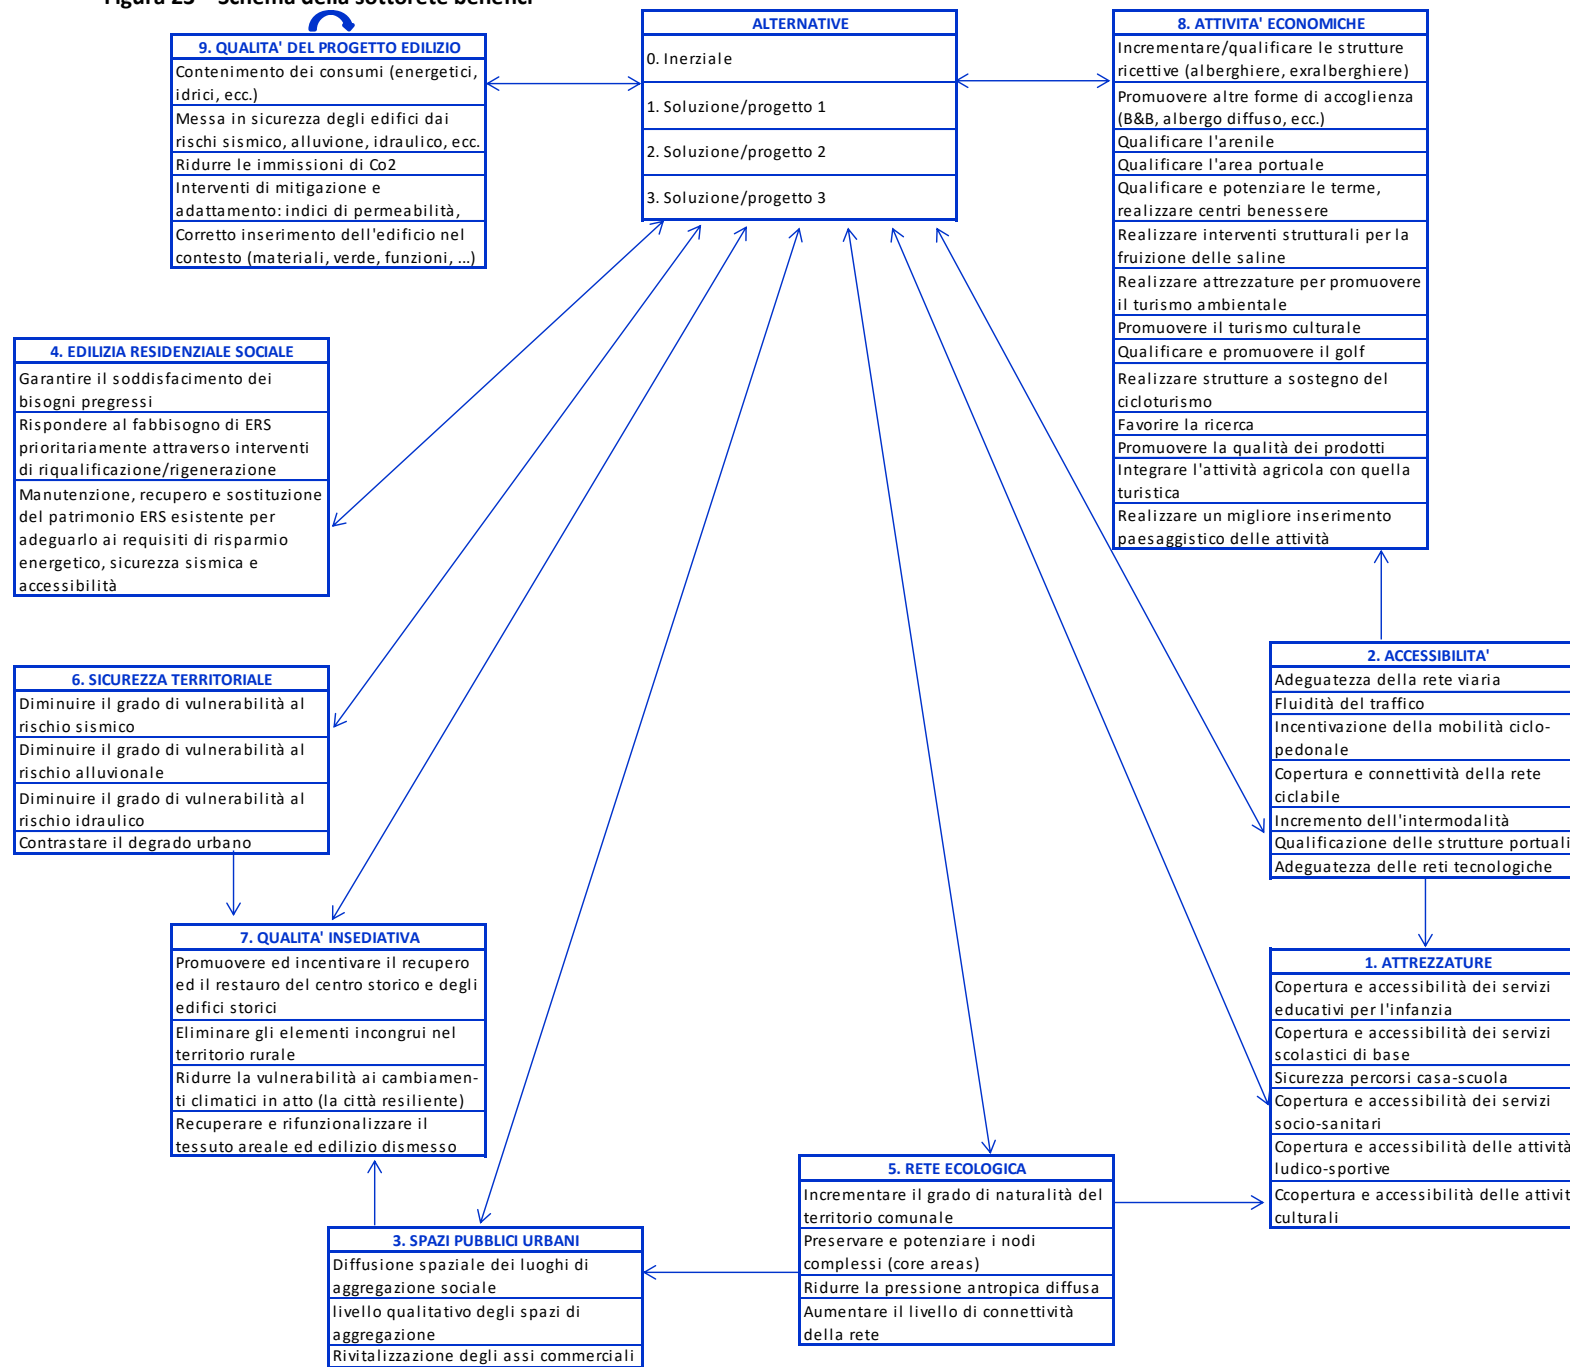 Figura 23 – Schema della sottorete benefici
9. QUALITA' DEL PROGETTO EDILIZIO
Contenimento dei consumi (energetici,
idrici, ecc.)
Messa in sicurezza degli edifici dai
rischi sismico, alluvione, idraulico, ecc.
Ridurre le immissioni di Co2
Interventi di mitigazione e
adattamento: indici di permeabilità,
Corretto inserimento dell'edificio nel
contesto (materiali, verde, funzioni, ...)
ALTERNATIVE
0. Inerziale
1. Soluzione/progetto 1
2. Soluzione/progetto 2
3. Soluzione/progetto 3
8. ATTIVITA' ECONOMICHE
Incrementare/qualificare le strutture
ricettive (alberghiere, exralberghiere)
Promuovere altre forme di accoglienza
(B&B, albergo diffuso, ecc.)
Qualificare l'arenile
Qualificare l'area portuale
Qualificare e potenziare le terme,
realizzare centri benessere
Realizzare interventi strutturali per la
fruizione delle saline
Realizzare attrezzature per promuovere
il turismo ambientale
Promuovere il turismo culturale
Qualificare e promuovere il golf
Realizzare strutture a sostegno del
cicloturismo
Favorire la ricerca
Promuovere la qualità dei prodotti
Integrare l'attività agricola con quella
turistica
Realizzare un migliore inserimento
paesaggistico delle attività
4. EDILIZIA RESIDENZIALE SOCIALE
Garantire il soddisfacimento dei
bisogni pregressi
Rispondere al fabbisogno di ERS
prioritariamente attraverso interventi
di riqualificazione/rigenerazione
Manutenzione, recupero e sostituzione
del patrimonio ERS esistente per
adeguarlo ai requisiti di risparmio
energetico, sicurezza sismica e
accessibilità
2. ACCESSIBILITA'
Adeguatezza della rete viaria
Fluidità del traffico
Incentivazione della mobilità ciclo-
pedonale
Copertura e connettività della rete
ciclabile
Incremento dell'intermodalità
Qualificazione delle strutture portuali
Adeguatezza delle reti tecnologiche
6. SICUREZZA TERRITORIALE
Diminuire il grado di vulnerabilità al
rischio sismico
Diminuire il grado di vulnerabilità al
rischio alluvionale
Diminuire il grado di vulnerabilità al
rischio idraulico
Contrastare il degrado urbano
7. QUALITA' INSEDIATIVA
Promuovere ed incentivare il recupero
ed il restauro del centro storico e degli
edifici storici
Eliminare gli elementi incongrui nel
territorio rurale
Ridurre la vulnerabilità ai cambiamen-
ti climatici in atto (la città resiliente)
Recuperare e rifunzionalizzare il
tessuto areale ed edilizio dismesso
1. ATTREZZATURE
Copertura e accessibilità dei servizi
educativi per l'infanzia
Copertura e accessibilità dei servizi
scolastici di base
Sicurezza percorsi casa-scuola
Copertura e accessibilità dei servizi
socio-sanitari
Copertura e accessibilità delle attività
ludico-sportive
Ccopertura e accessibilità delle attivit
culturali
5. RETE ECOLOGICA
Incrementare il grado di naturalità del
territorio comunale
Preservare e potenziare i nodi
complessi (core areas)
Ridurre la pressione antropica diffusa
Aumentare il livello di connettività
della rete
3. SPAZI PUBBLICI URBANI
Diffusione spaziale dei luoghi di
aggregazione sociale
livello qualitativo degli spazi di
aggregazione
Rivitalizzazione degli assi commerciali